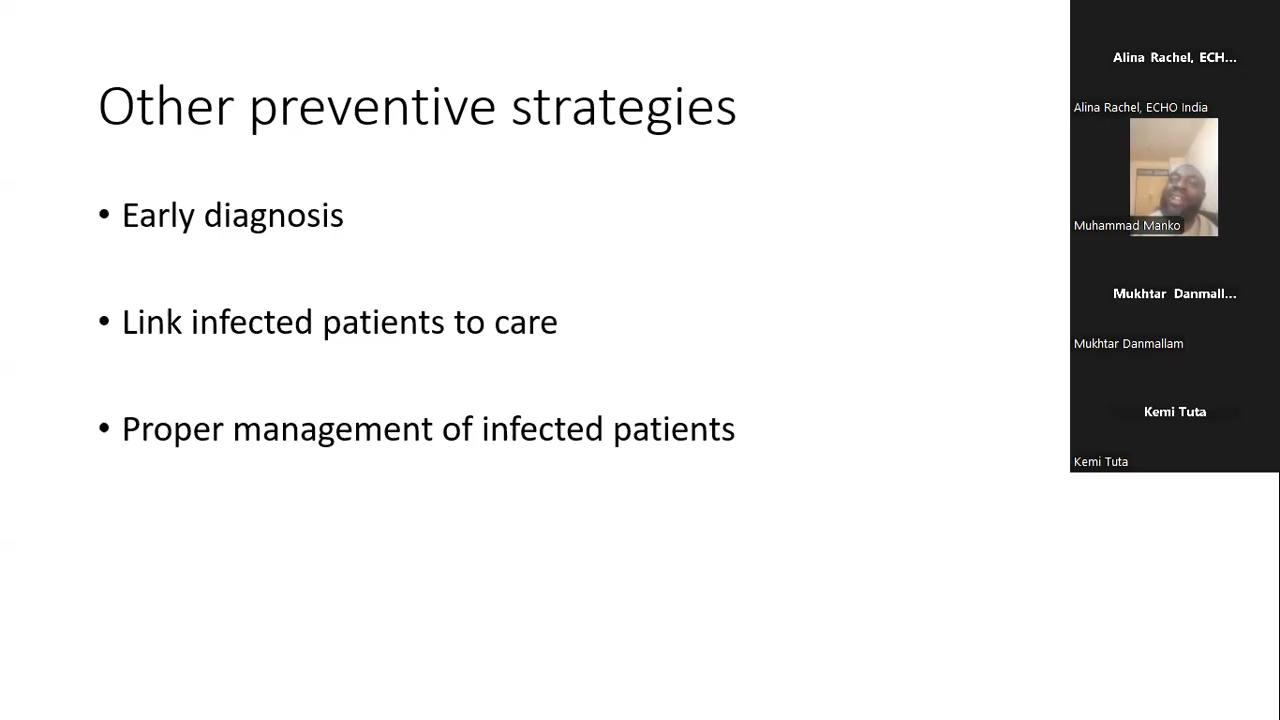 Other preventive strategies
• Early diagnosis
• Link infected patients to care
• Proper management of infected patients
Alina Rachel, ECH...
Alina Rachel, ECHO India
Muhammad Manko
Mukhtar Danmall...
Mukhtar Danmallam
Kemi Tuta
Kemi Tuta